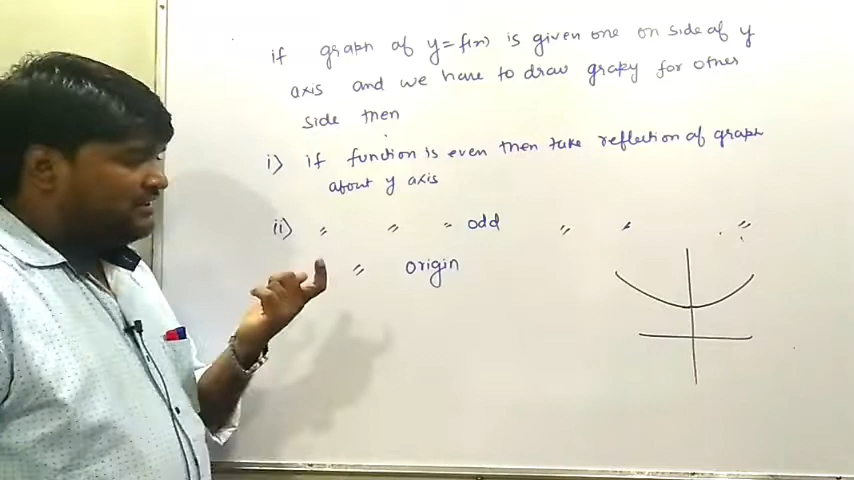 if graph of y=f(x) is given one on side of y
axis and we have to draw grapy for other
side then
i) if function is even then take reflection of graph
about y axis
ii) " " " odd " " "
" origin